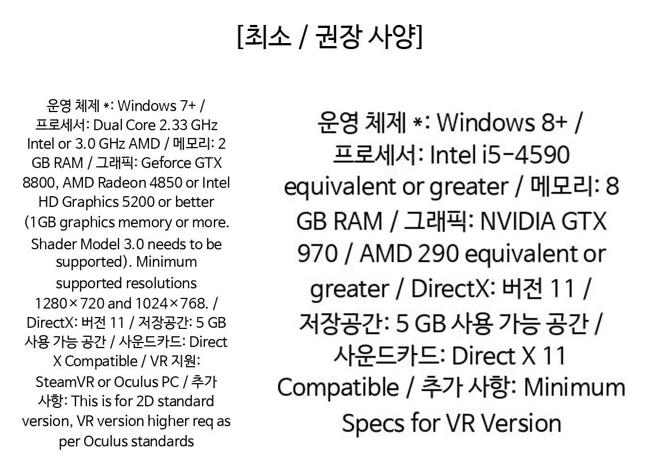 [최소 / 권장 사양]
운영 체제 *: Windows 7+ /
프로세서: Dual Core 2.33 GHz
Intel or 3.0 GHz AMD / 메모리: 2
GB RAM / 그래픽: Geforce GTX
8800, AMD Radeon 4850 or Intel
HD Graphics 5200 or better
(1GB graphics memory or more.
Shader Model 3.0 needs to be
supported). Minimum
supported resolutions
1280×720 and 1024×768. /
DirectX: 버전 11 / 저장공간: 5 GB
사용 가능 공간 / 사운드카드: Direct
X Compatible / VR 지원:
SteamVR or Oculus PC / 추가
사항: This is for 2D standard
version, VR version higher req as
per Oculus standards
운영 체제 *: Windows 8+ /
프로세서: Intel i5-4590
equivalent or greater / 메모리: 8
GB RAM / 그래픽: NVIDIA GTX
970 / AMD 290 equivalent or
greater / DirectX: 버전 11 /
저장공간: 5 GB 사용 가능 공간 /
사운드카드: Direct X 11
Compatible / 추가 사항: Minimum
Specs for VR Version